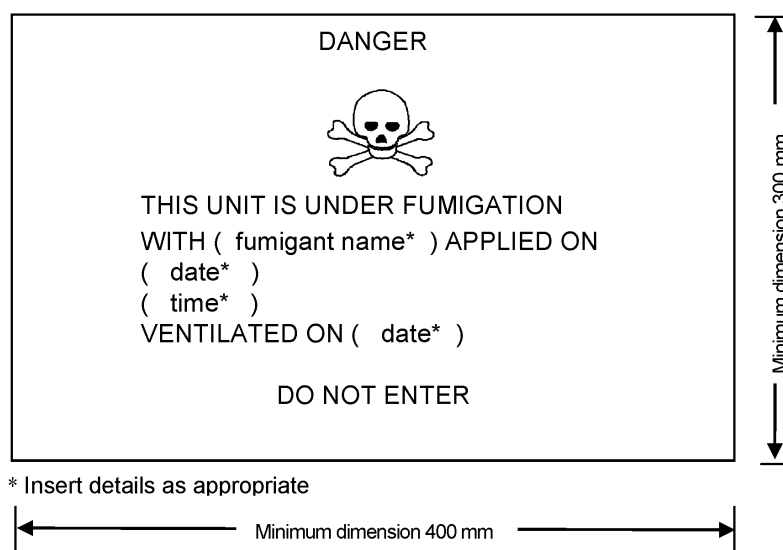 DANGER
THIS UNIT IS UNDER FUMIGATION
WITH ( fumigant name* ) APPLIED ON
( date* )
( time* )
VENTILATED ON ( date* )
DO NOT ENTER
Minimum dimension 300 mm
* Insert details as appropriate
Minimum dimension 400 mm